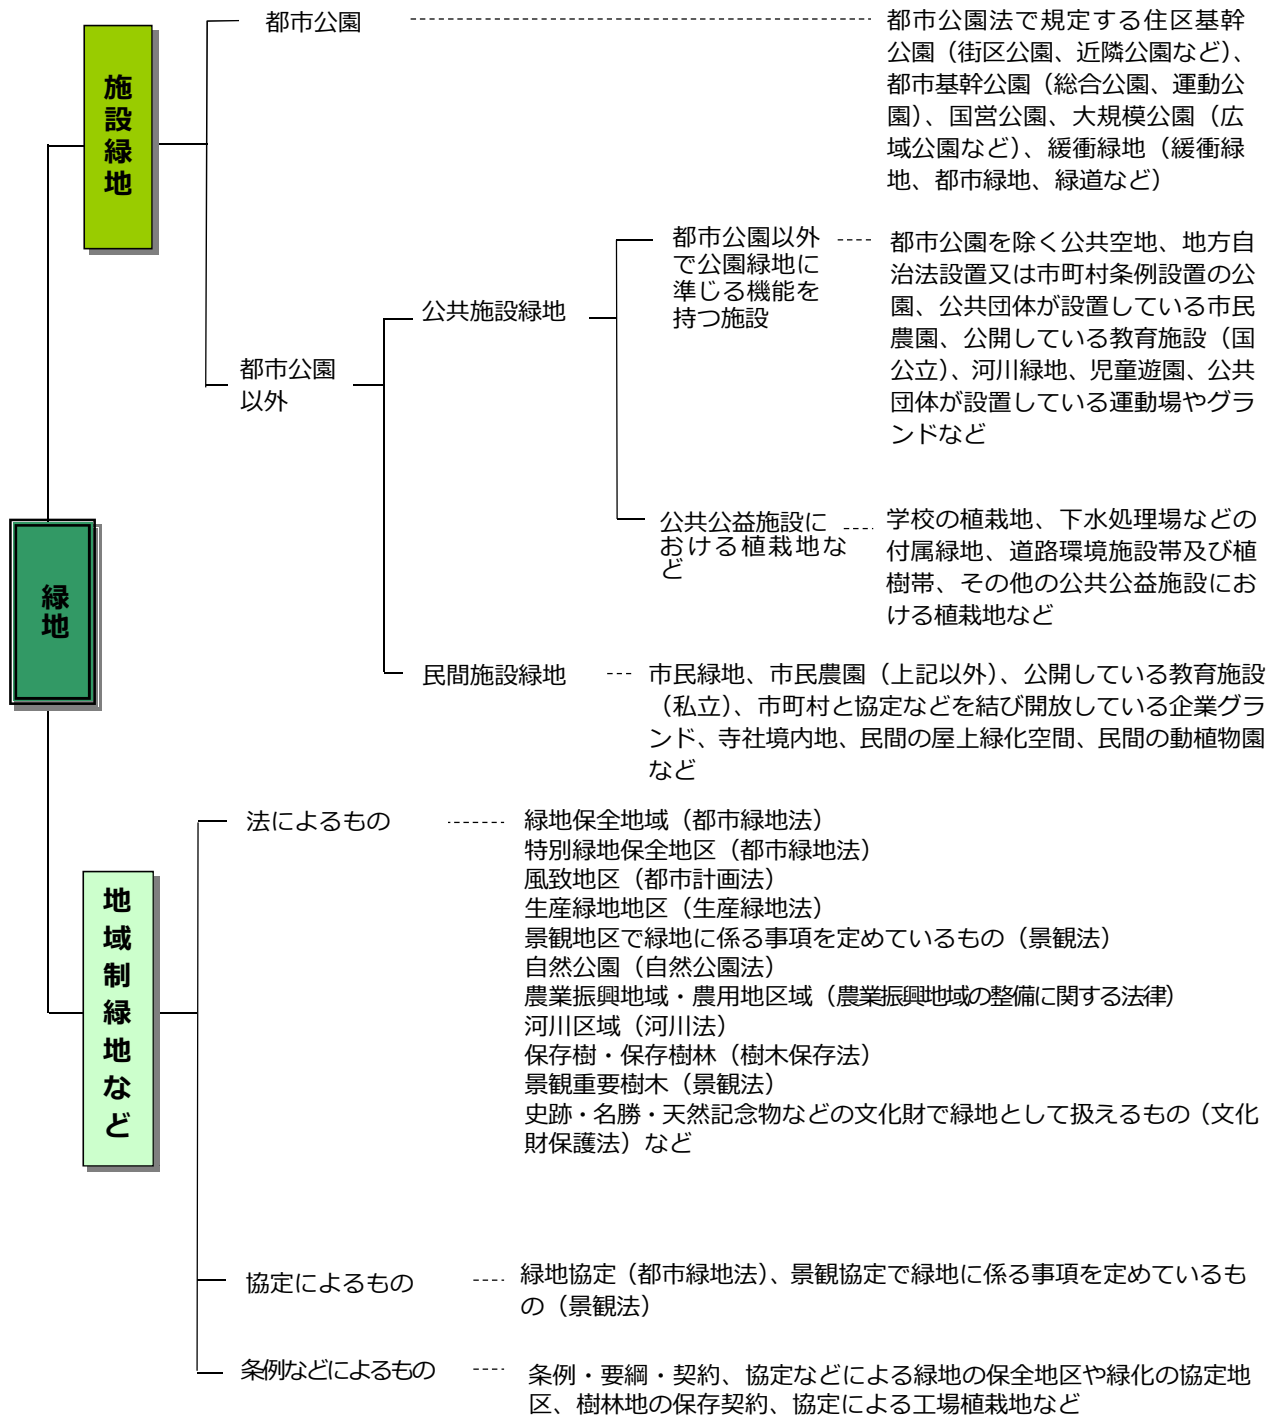 都市公園
都市公園法で規定する住区基幹
公園（街区公園、近隣公園など）、
都市基幹公園（総合公園、運動公
園）、国営公園、大規模公園（広
域公園など）、緩衝緑地（緩衝緑
地、都市緑地、緑道など）
施設緑地
都市公園以外
で公園緑地に
準じる機能を
持つ施設
都市公園を除く公共空地、地方自
治法設置又は市町村条例設置の公
園、公共団体が設置している市民
農園、公開している教育施設（国
公立）、河川緑地、児童遊園、公共
団体が設置している運動場やグラ
ンドなど
公共施設緑地
都市公園
以外
公共公益施設に
おける植栽地な
ど
学校の植栽地、下水処理場などの
付属緑地、道路環境施設帯及び植
樹帯、その他の公共公益施設にお
ける植栽地など
緑地
民間施設緑地
市民緑地、市民農園（上記以外）、公開している教育施設
（私立）、市町村と協定などを結び開放している企業グラ
ンド、寺社境内地、民間の屋上緑化空間、民間の動植物園
など
法によるもの
緑地保全地域（都市緑地法）
特別緑地保全地区（都市緑地法）
風致地区（都市計画法）
生産緑地地区（生産緑地法）
景観地区で緑地に係る事項を定めているもの（景観法）
自然公園（自然公園法）
農業振興地域・農用地区域（農業振興地域の整備に関する法律）
河川区域（河川法）
保存樹・保存樹林（樹木保存法）
景観重要樹木（景観法）
史跡・名勝・天然記念物などの文化財で緑地として扱えるもの（文化
財保護法）など
地域制緑地など
協定によるもの
緑地協定（都市緑地法）、景観協定で緑地に係る事項を定めているも
の（景観法）
条例などによるもの
条例・要綱・契約、協定などによる緑地の保全地区や緑化の協定地
区、樹林地の保存契約、協定による工場植栽地など